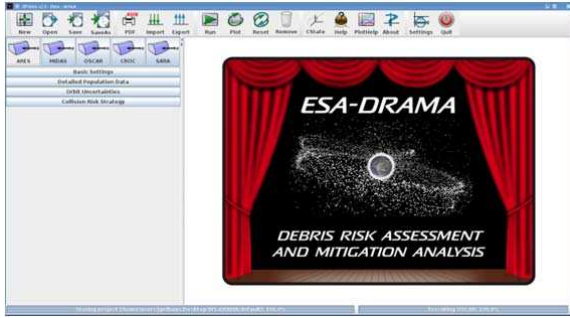 New Open Save SaveAs PDF Import Export Run Plot Reset Remove CState Help PlotHelp About Settings Quit
ARES MIDAS OSCAR CROC SARA
Basic Settings
Detailed Population Data
Orbit Uncertainties
Collision Risk Strategy
ESA-DRAMA
DEBRIS RISK ASSESSMENT
AND MITIGATION ANALYSIS